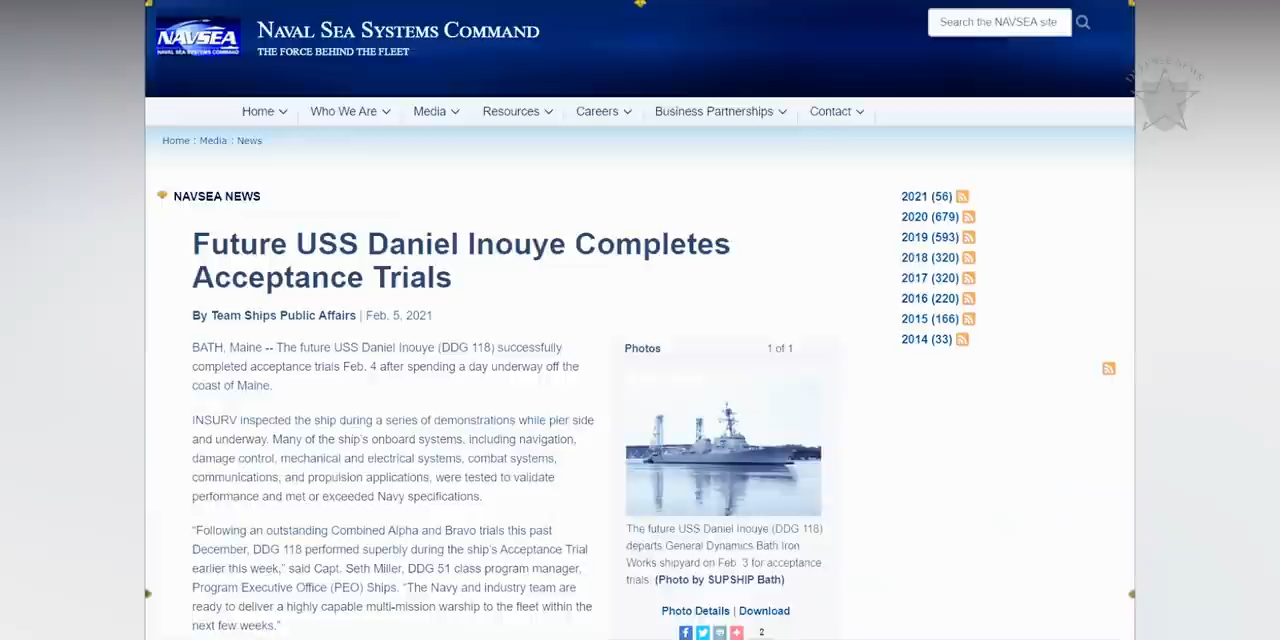 NAVSEA
NAVAL SEA SYSTEMS COMMAND
NAVAL SEA SYSTEMS COMMAND
THE FORCE BEHIND THE FLEET
Search the NAVSEA site
DEFENSE NEWS
Home
Who We Are
Media
Resources
Careers
Business Partnerships
Contact
Home : Media : News
NAVSEA NEWS
Future USS Daniel Inouye Completes
Acceptance Trials
By Team Ships Public Affairs | Feb. 5, 2021
BATH, Maine -- The future USS Daniel Inouye (DDG 118) successfully
completed acceptance trials Feb. 4 after spending a day underway off the
coast of Maine.
INSURV inspected the ship during a series of demonstrations while pier side
and underway. Many of the ship's onboard systems, including navigation,
damage control, mechanical and electrical systems, combat systems,
communications, and propulsion applications, were tested to validate
performance and met or exceeded Navy specifications.
“Following an outstanding Combined Alpha and Bravo trials this past
December, DDG 118 performed superbly during the ship's Acceptance Trial
earlier this week,” said Capt. Seth Miller, DDG 51 class program manager,
Program Executive Office (PEO) Ships. “The Navy and industry team are
ready to deliver a highly capable multi-mission warship to the fleet within the
next few weeks.”
Photos 1 of 1
The future USS Daniel Inouye (DDG 118)
departs General Dynamics Bath Iron
Works shipyard on Feb. 3 for acceptance
trials. (Photo by SUPSHIP Bath)
Photo Details | Download
2
2021 (56)
2020 (679)
2019 (593)
2018 (320)
2017 (320)
2016 (220)
2015 (166)
2014 (33)